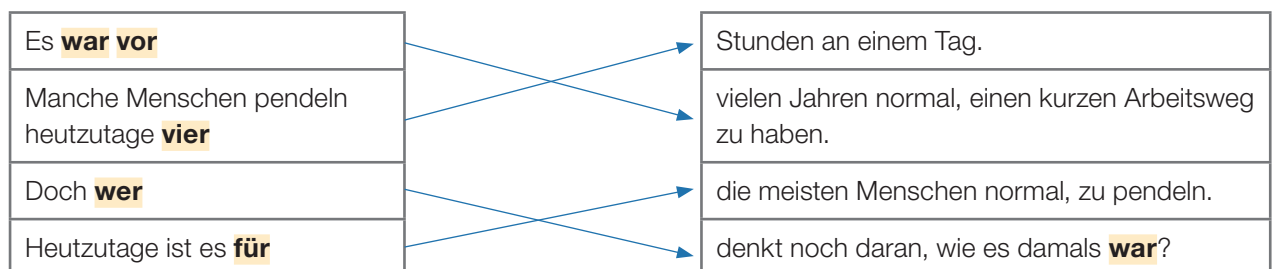 Es war vor
Manche Menschen pendeln
heutzutage vier
Doch wer
Heutzutage ist es für
Stunden an einem Tag.
vielen Jahren normal, einen kurzen Arbeitsweg
zu haben.
die meisten Menschen normal, zu pendeln.
denkt noch daran, wie es damals war?